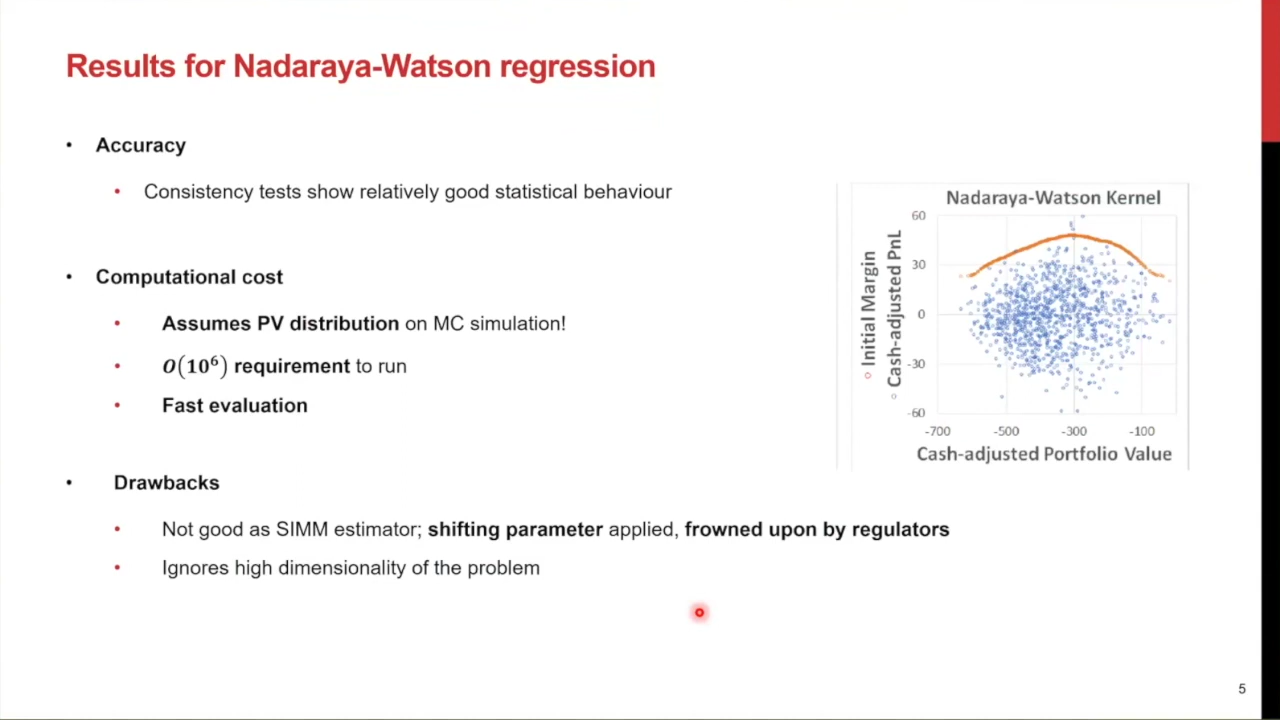 Results for Nadaraya-Watson regression
• Accuracy
• Consistency tests show relatively good statistical behaviour
• Computational cost
• Assumes PV distribution on MC simulation!
• O(10⁶) requirement to run
• Fast evaluation
• Drawbacks
• Not good as SIMM estimator; shifting parameter applied, frowned upon by regulators
• Ignores high dimensionality of the problem
Nadaraya-Watson Kernel
Initial Margin
Cash-adjusted PnL
60
30
0
-30
-60
-700 -500 -300 -100
Cash-adjusted Portfolio Value
5